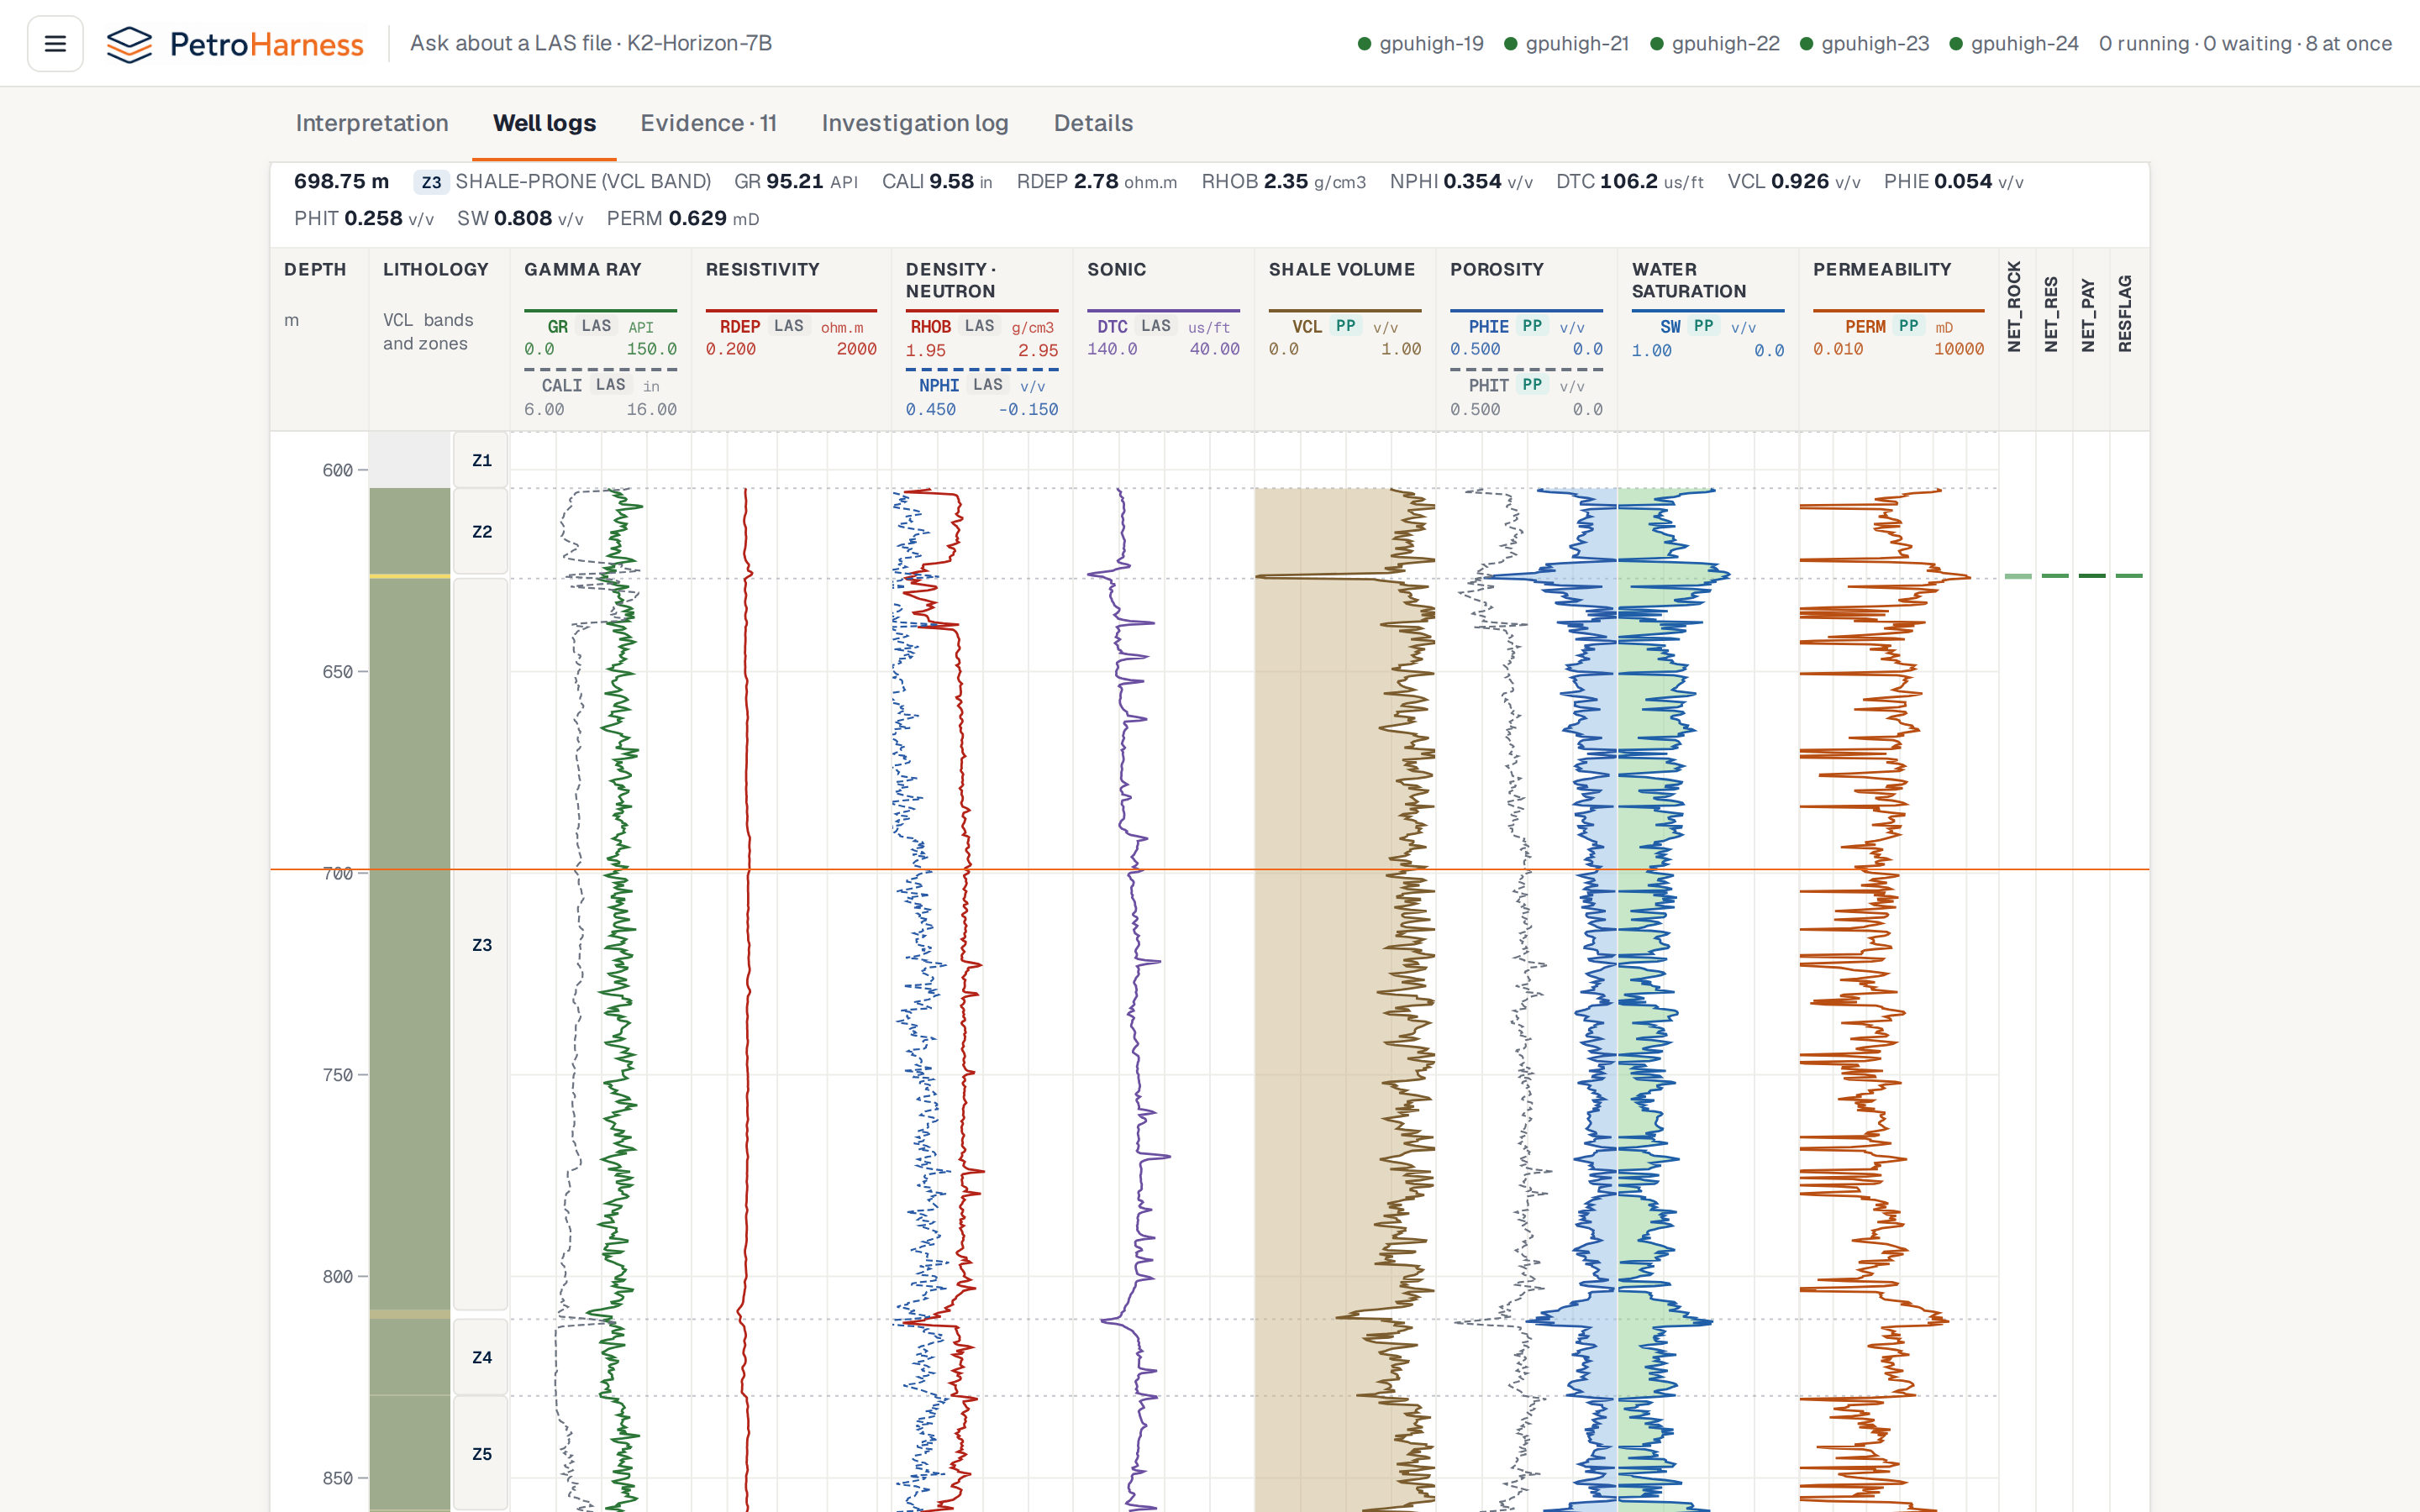 PetroHarness
Ask about a LAS file · K2-Horizon-7B
gpuhigh-19 gpuhigh-21 gpuhigh-22 gpuhigh-23 gpuhigh-24 0 running · 0 waiting · 8 at once
Interpretation Well logs Evidence · 11 Investigation log Details
698.75 m Z3 SHALE-PRONE (VCL BAND) GR 95.21 API CALI 9.58 in RDEP 2.78 ohm.m RHOB 2.35 g/cm3 NPHI 0.354 v/v DTC 106.2 us/ft VCL 0.926 v/v PHIE 0.054 v/v
PHIT 0.258 v/v SW 0.808 v/v PERM 0.629 mD
DEPTH
m
LITHOLOGY
VCL bands
and zones
GAMMA RAY
GR LAS API
0.0 150.0
CALI LAS in
6.00 16.00
RESISTIVITY
RDEP LAS ohm.m
0.200 2000
DENSITY ·
NEUTRON
RHOB LAS g/cm3
1.95 2.95
NPHI LAS v/v
0.450 -0.150
SONIC
DTC LAS us/ft
140.0 40.00
SHALE VOLUME
VCL PP v/v
0.0 1.00
POROSITY
PHIE PP v/v
0.500 0.0
PHIT PP v/v
0.500 0.0
WATER
SATURATION
SW PP v/v
1.00 0.0
PERMEABILITY
PERM PP mD
0.010 10000
NET_ROCK
NET_RES
NET_PAY
RESFLAG
Z1
600
Z2
650
700
Z3
750
800
Z4
Z5
850